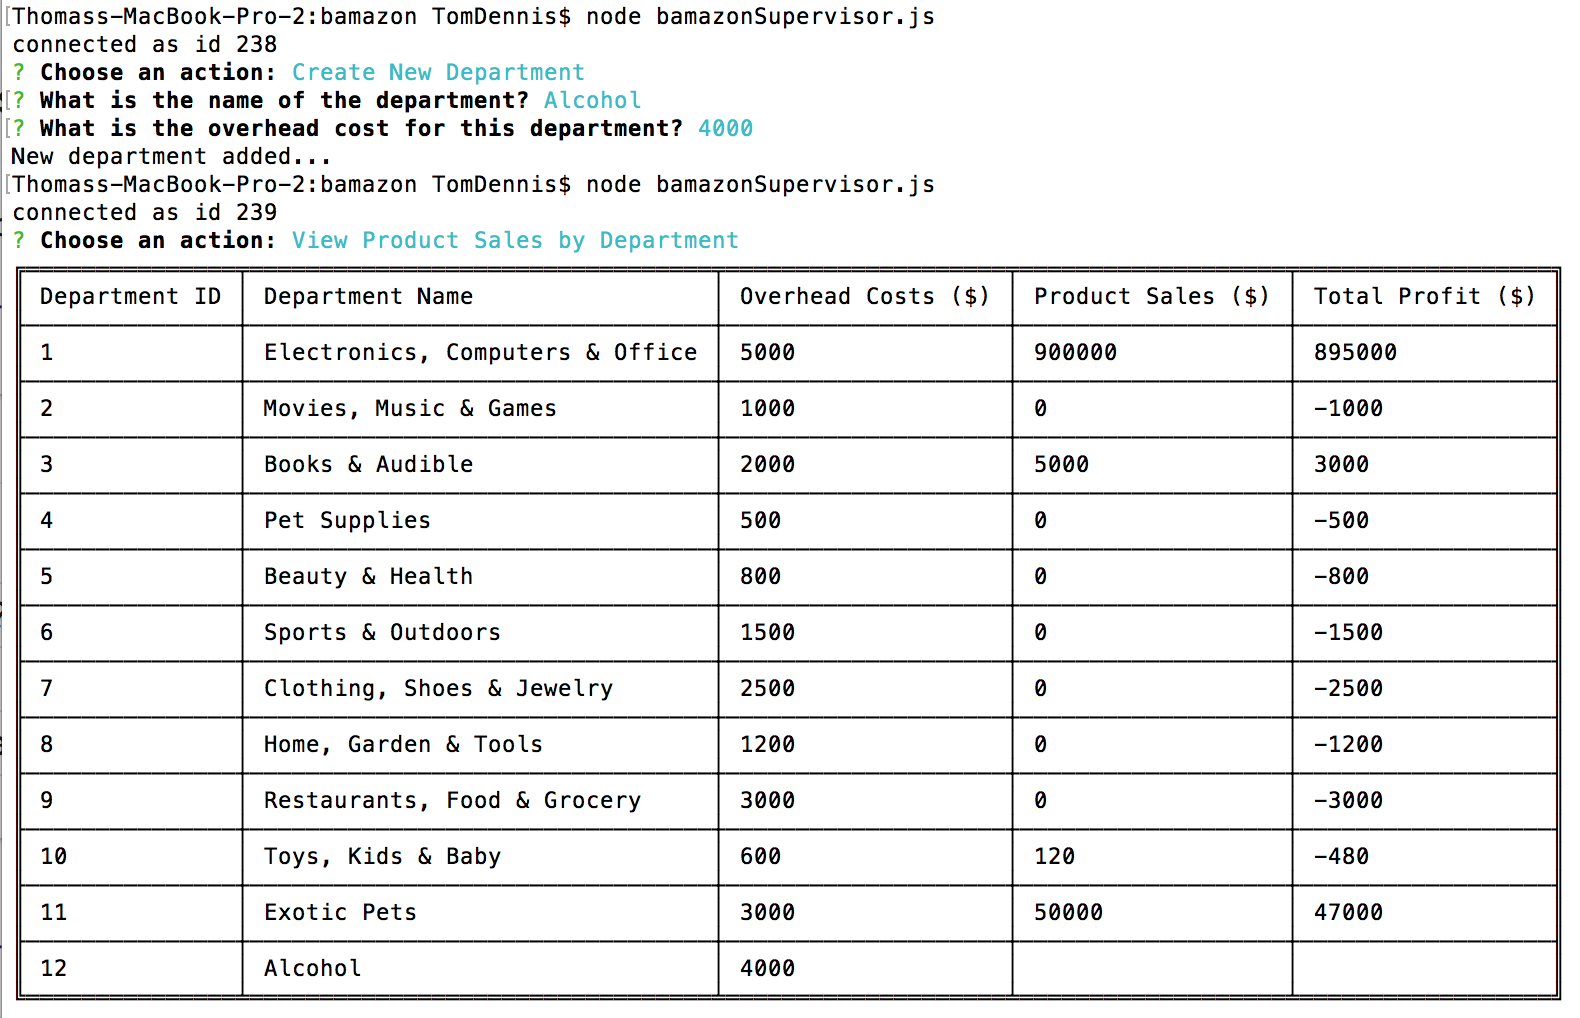 Thomass-MacBook-Pro-2:bamazon TomDennis$ node bamazonSupervisor.js
connected as id 238
? Choose an action: Create New Department
? What is the name of the department? Alcohol
? What is the overhead cost for this department? 4000
New department added...
Thomass-MacBook-Pro-2:bamazon TomDennis$ node bamazonSupervisor.js
connected as id 239
? Choose an action: View Product Sales by Department
Department ID Department Name Overhead Costs ($) Product Sales ($) Total Profit ($)
1 Electronics, Computers & Office 5000 900000 895000
2 Movies, Music & Games 1000 0 -1000
3 Books & Audible 2000 5000 3000
4 Pet Supplies 500 0 -500
5 Beauty & Health 800 0 -800
6 Sports & Outdoors 1500 0 -1500
7 Clothing, Shoes & Jewelry 2500 0 -2500
8 Home, Garden & Tools 1200 0 -1200
9 Restaurants, Food & Grocery 3000 0 -3000
10 Toys, Kids & Baby 600 120 -480
11 Exotic Pets 3000 50000 47000
12 Alcohol 4000